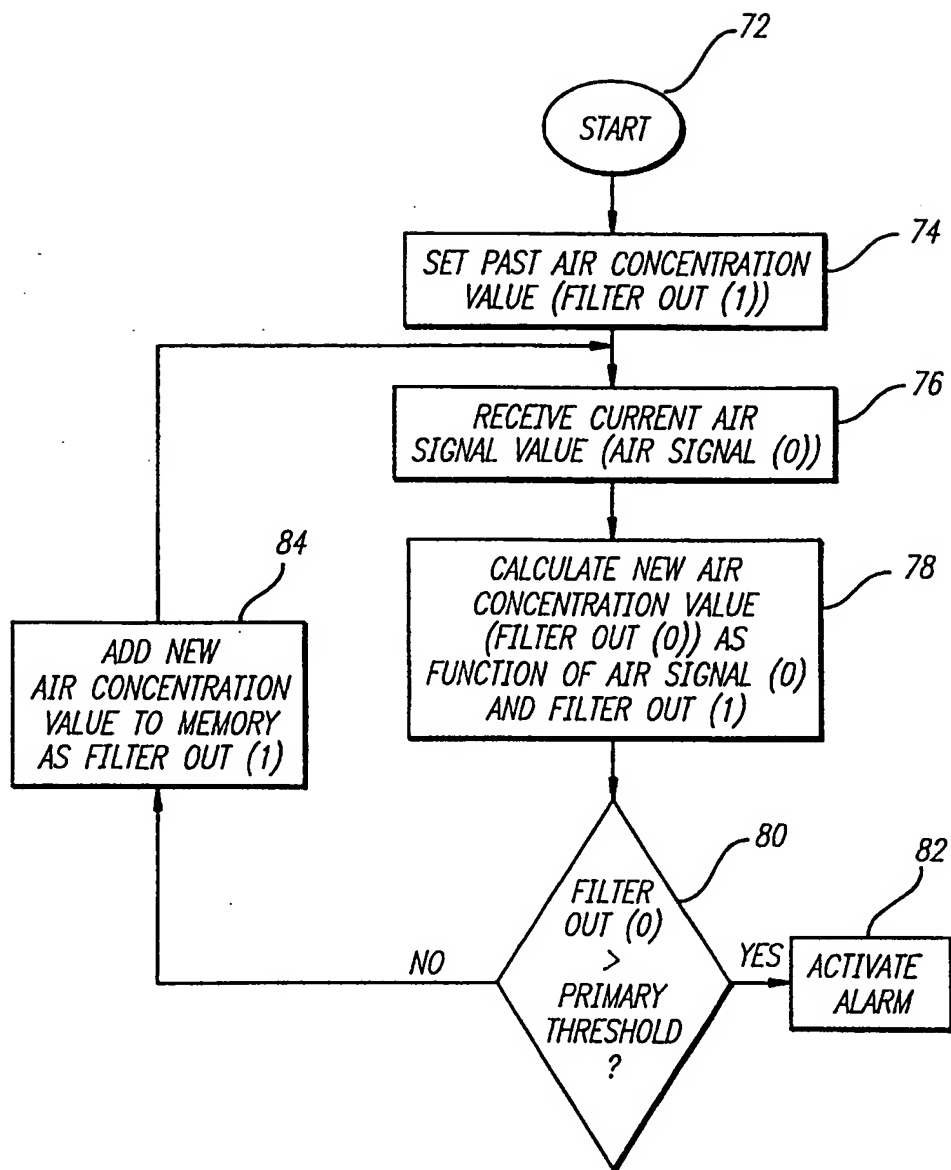 72
START
74
SET PAST AIR CONCENTRATION
VALUE (FILTER OUT (1))
76
RECEIVE CURRENT AIR
SIGNAL VALUE (AIR SIGNAL (0))
84
ADD NEW
AIR CONCENTRATION
VALUE TO MEMORY
AS FILTER OUT (1)
78
CALCULATE NEW AIR
CONCENTRATION VALUE
(FILTER OUT (0)) AS
FUNCTION OF AIR SIGNAL (0)
AND FILTER OUT (1)
80
FILTER
OUT (0)
>
PRIMARY
THRESHOLD
?
NO
YES
82
ACTIVATE
ALARM